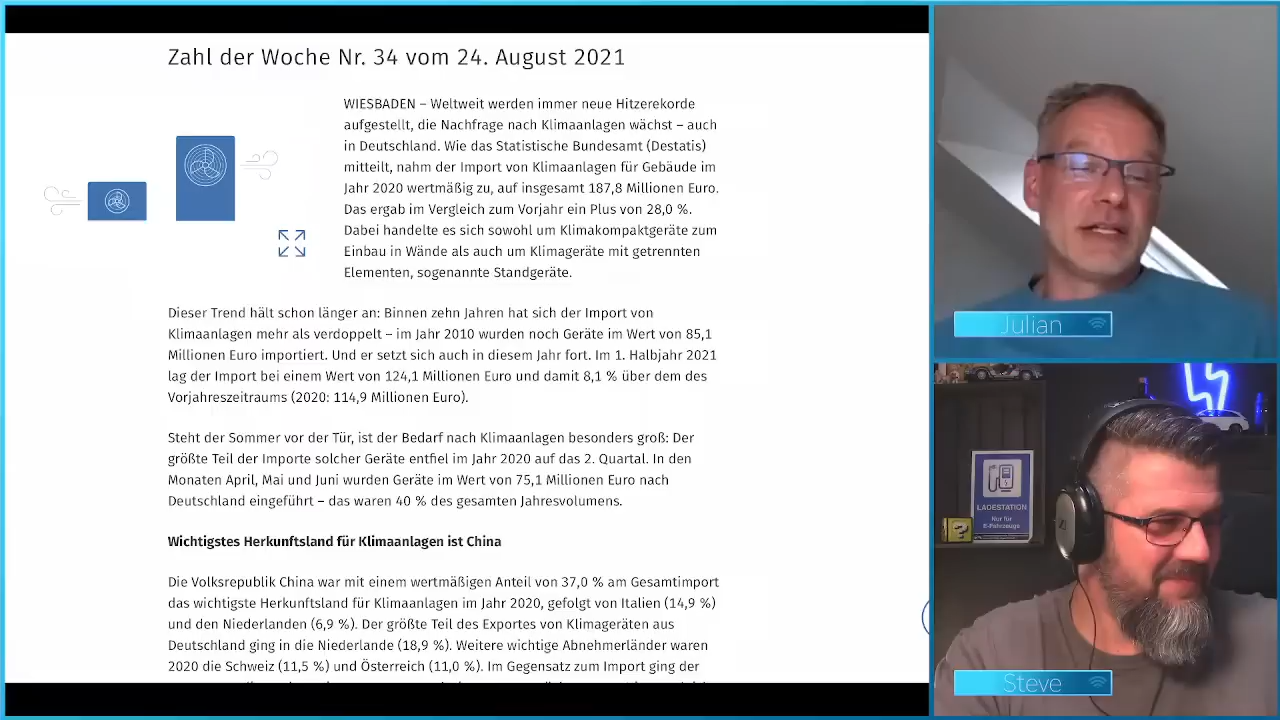 Zahl der Woche Nr. 34 vom 24. August 2021
WIESBADEN – Weltweit werden immer neue Hitzerekorde
aufgestellt, die Nachfrage nach Klimaanlagen wächst – auch
in Deutschland. Wie das Statistische Bundesamt (Destatis)
mitteilt, nahm der Import von Klimaanlagen für Gebäude im
Jahr 2020 wertmäßig zu, auf insgesamt 187,8 Millionen Euro.
Das ergab im Vergleich zum Vorjahr ein Plus von 28,0 %.
Dabei handelte es sich sowohl um Klimakompaktgeräte zum
Einbau in Wände als auch um Klimageräte mit getrennten
Elementen, sogenannte Standgeräte.
Dieser Trend hält schon länger an: Binnen zehn Jahren hat sich der Import von
Klimaanlagen mehr als verdoppelt – im Jahr 2010 wurden noch Geräte im Wert von 85,1
Millionen Euro importiert. Und er setzt sich auch in diesem Jahr fort. Im 1. Halbjahr 2021
lag der Import bei einem Wert von 124,1 Millionen Euro und damit 8,1 % über dem des
Vorjahreszeitraums (2020: 114,9 Millionen Euro).
Steht der Sommer vor der Tür, ist der Bedarf nach Klimaanlagen besonders groß: Der
größte Teil der Importe solcher Geräte entfiel im Jahr 2020 auf das 2. Quartal. In den
Monaten April, Mai und Juni wurden Geräte im Wert von 75,1 Millionen Euro nach
Deutschland eingeführt – das waren 40 % des gesamten Jahresvolumens.
Wichtigstes Herkunftsland für Klimaanlagen ist China
Die Volksrepublik China war mit einem wertmäßigen Anteil von 37,0 % am Gesamtimport
das wichtigste Herkunftsland für Klimaanlagen im Jahr 2020, gefolgt von Italien (14,9 %)
und den Niederlanden (6,9 %). Der größte Teil des Exportes von Klimageräten aus
Deutschland ging in die Niederlande (18,9 %). Weitere wichtige Abnehmerländer waren
2020 die Schweiz (11,5 %) und Österreich (11,0 %). Im Gegensatz zum Import ging der
Julian
LADESTATION
Nur für
E-Fahrzeuge
?
Steve